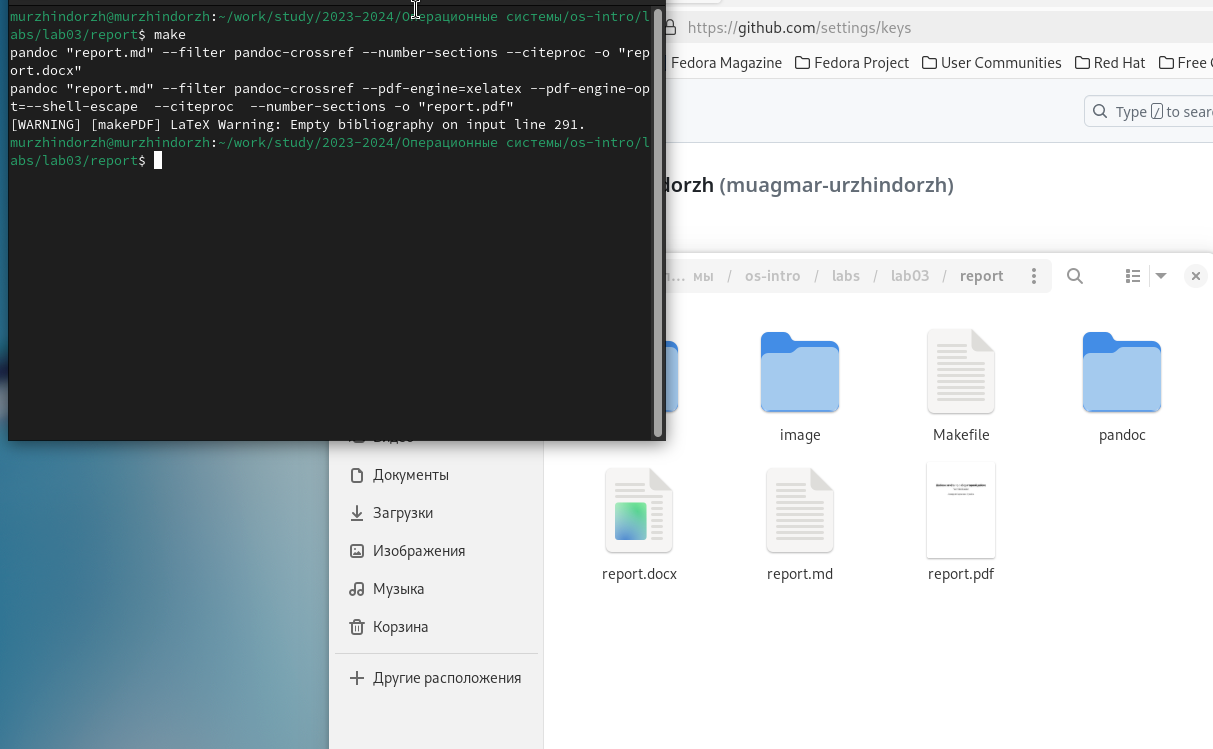 murzhindorzh@murzhindorzh:~/work/study/2023-2024/Операционные системы/os-intro/l
abs/lab03/report$ make
pandoc "report.md" --filter pandoc-crossref --number-sections --citeproc -o "rep
ort.docx"
pandoc "report.md" --filter pandoc-crossref --pdf-engine=xelatex --pdf-engine-op
t=--shell-escape  --citeproc  --number-sections -o "report.pdf"
[WARNING] [makePDF] LaTeX Warning: Empty bibliography on input line 291.
murzhindorzh@murzhindorzh:~/work/study/2023-2024/Операционные системы/os-intro/l
abs/lab03/report$
https://github.com/settings/keys
Fedora Magazine Fedora Project User Communities Red Hat Free
Type / to sear
dorzh (muagmar-urzhindorzh)
... мы / os-intro / labs / lab03 / report
image Makefile pandoc
report.docx report.md report.pdf
Документы
Загрузки
Изображения
Музыка
Корзина
Другие расположения